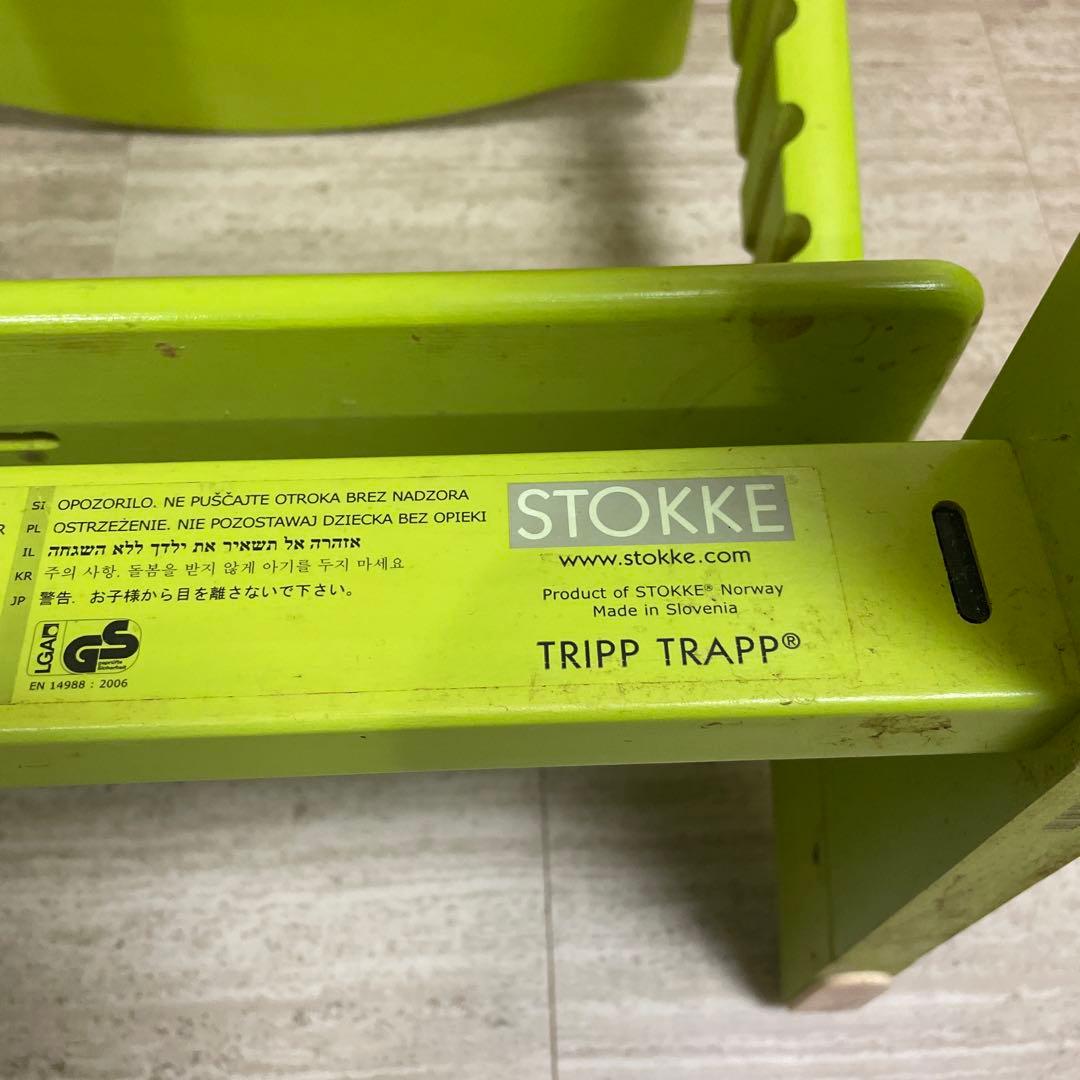 R
SI OPOZORILO. NE PUŠČAJTE OTROKA BREZ NADZORA
PL OSTRZEŻENIE. NIE POZOSTAWAJ DZIECKA BEZ OPIEKI
IL אזהרה אל תשאיר את ילדך ללא השגחה
KR 주의 사항. 돌봄을 받지 않게 아기를 두지 마세요
JP 警告. お子様から目を離さないで下さい。
LGA GS geprüfte Sicherheit
EN 14988 : 2006
STOKKE®
www.stokke.com
Product of STOKKE® Norway
Made in Slovenia
TRIPP TRAPP®